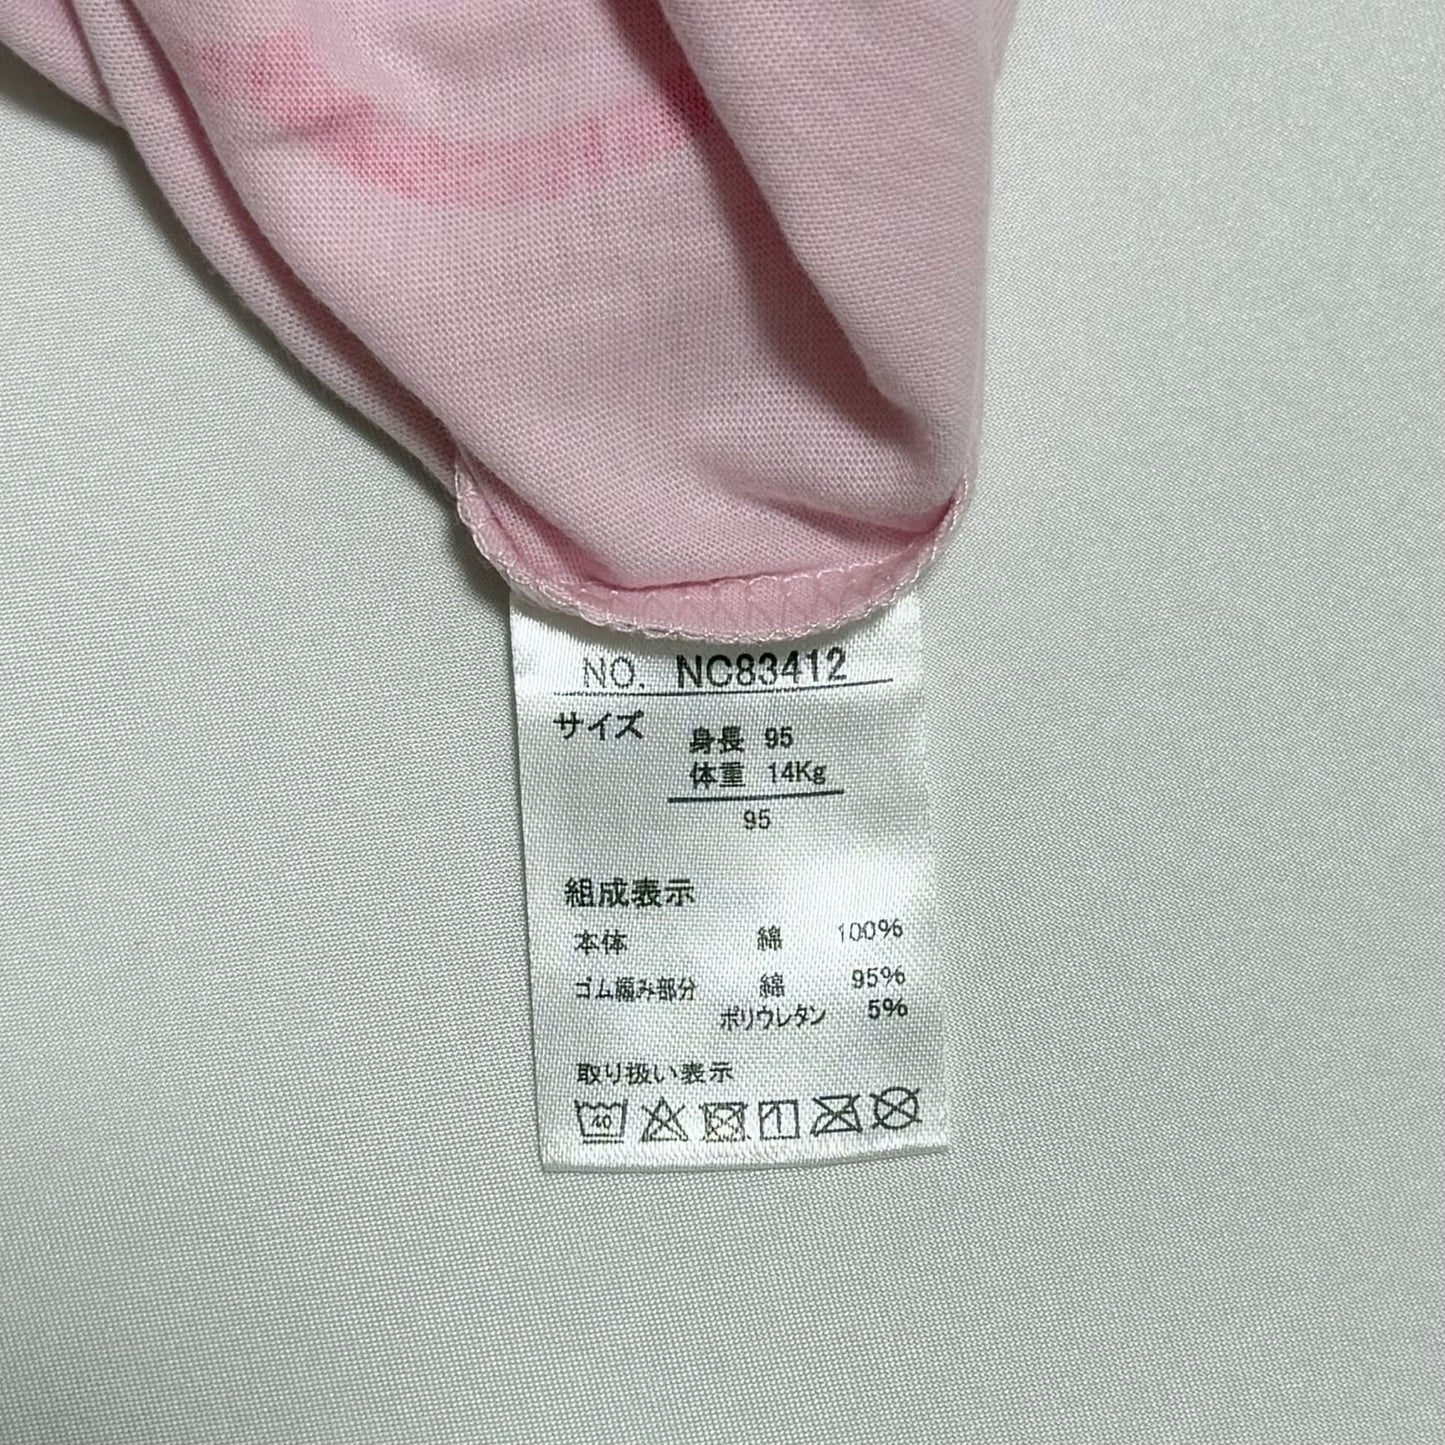 NO. NC83412
サイズ 身長 95
体重 14Kg
95
組成表示
本体 綿 100%
ゴム編み部分 綿 95%
ポリウレタン 5%
取り扱い表示
40